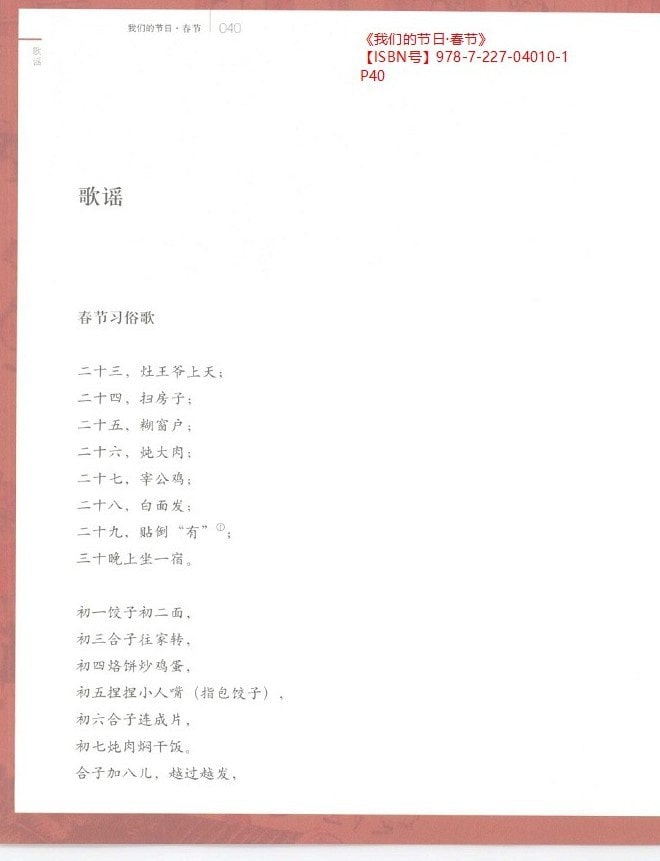 我们的节日·春节 040
《我们的节日·春节》
【ISBN号】978-7-227-04010-1
P40
歌谣
歌谣
春节习俗歌
二十三，灶王爷上天；
二十四，扫房子；
二十五，糊窗户；
二十六，炖大肉；
二十七，宰公鸡；
二十八，白面发；
二十九，贴倒“有”①；
三十晚上坐一宿。
初一饺子初二面，
初三合子往家转，
初四烙饼炒鸡蛋，
初五捏捏小人嘴（指包饺子），
初六合子连成片，
初七炖肉焖干饭。
合子加八儿，越过越发，